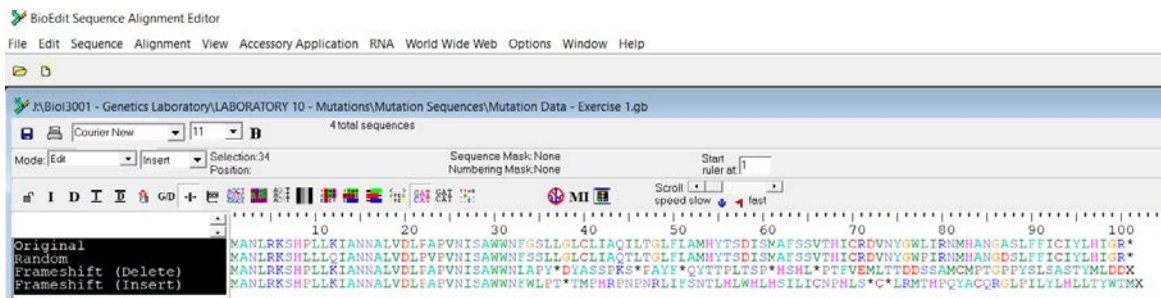 BioEdit Sequence Alignment Editor
File Edit Sequence Alignment View Accessory Application RNA World Wide Web Options Window Help
J:\Biol3001 - Genetics Laboratory\LABORATORY 10 - Mutations\Mutation Sequences\Mutation Data - Exercise 1.gb
Courier New 11 B 4 total sequences
Mode: Edit Insert Selection:34 Sequence Mask: None Start
Position: Numbering Mask:None ruler at: 1
I D I D G/D MI Scroll speed slow fast
10 20 30 40 50 60 70 80 90 100
Original MANLRKSHPLLKIANNALVDLPAPVNISAWWNFGSLLGLCLIAQILTGLFLAMHYTSDISMAFSSVTHICRDVNYGWLIRNMHANGASLFFICIYLHIGR*
Random MANLRKSHLLLQIANNALVDLPAPVNISAWWNFSSLLGLCLIAQILTGLFLAMHYTSDISMAFSSVTHICRDVNYGWLIRNMHANGDSLFFICIYLHIGR*
Frameshift (Delete) MANLRKSHPLLKIANNALVDLPVPVNISAWWNLAPY*DYASSPKS*PAYF*QYTTPLTSP*HSHL*PTFVEMLTTDDSSAMCMPTGPPYSLSASTYMLDDX
Frameshift (Insert) MANLRKSHPLLKIANNALVDLPAPVNISAWWNFWLPT*TMPHRPNPNRLIFSNTLHLWHLHSILICNPHLS*C*LRMTHPQYACQRGLPILYLHLLTYWTMX